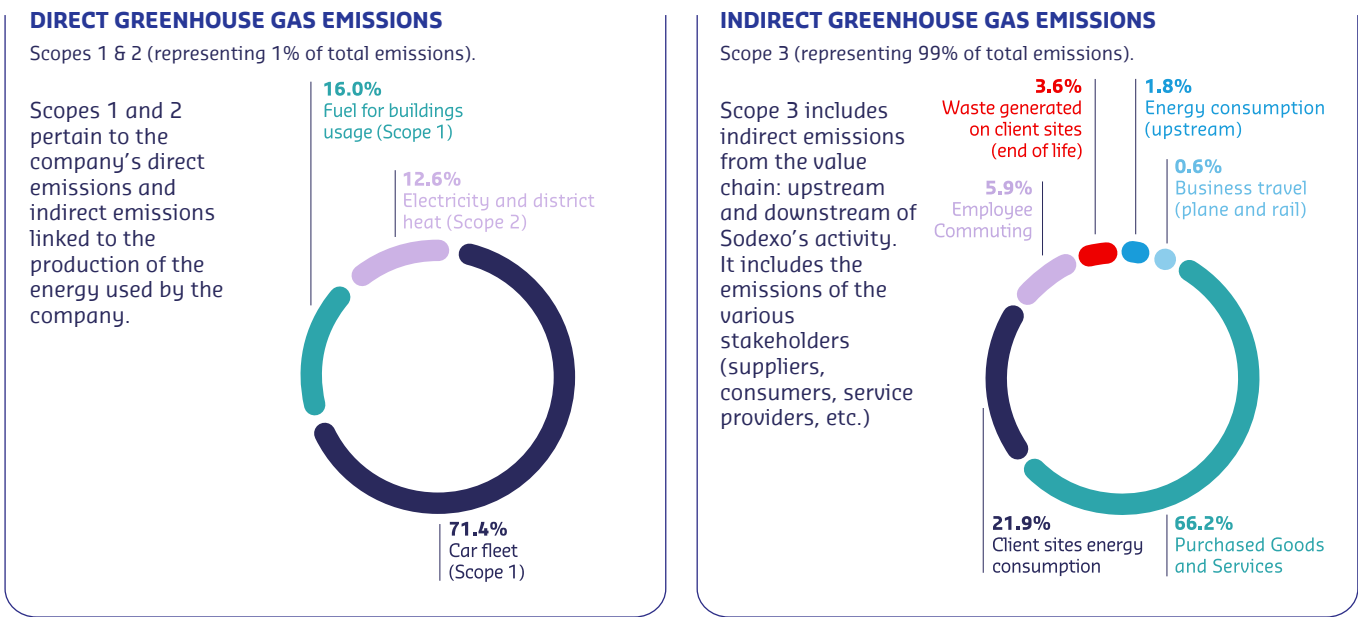 DIRECT GREENHOUSE GAS EMISSIONS
Scopes 1 & 2 (representing 1% of total emissions).
Scopes 1 and 2
pertain to the
company's direct
emissions and
indirect emissions
linked to the
production of the
energy used by the
company.
16.0%
Fuel for buildings
usage (Scope 1)
12.6%
Electricity and district
heat (Scope 2)
71.4%
Car fleet
(Scope 1)
INDIRECT GREENHOUSE GAS EMISSIONS
Scope 3 (representing 99% of total emissions).
Scope 3 includes
indirect emissions
from the value
chain: upstream
and downstream of
Sodexo's activity.
It includes the
emissions of the
various
stakeholders
(suppliers,
consumers, service
providers, etc.)
3.6%
Waste generated
on client sites
(end of life)
1.8%
Energy consumption
(upstream)
5.9%
Employee
Commuting
0.6%
Business travel
(plane and rail)
21.9%
Client sites energy
consumption
66.2%
Purchased Goods
and Services